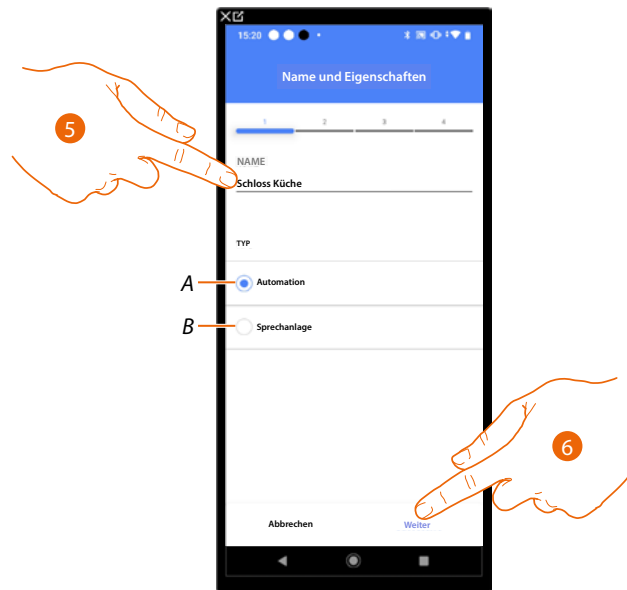 15:20
Name und Eigenschaften
1 2 3 4
5
NAME
Schloss Küche
TYP
A Automation
B Sprechanlage
6
Abbrechen Weiter